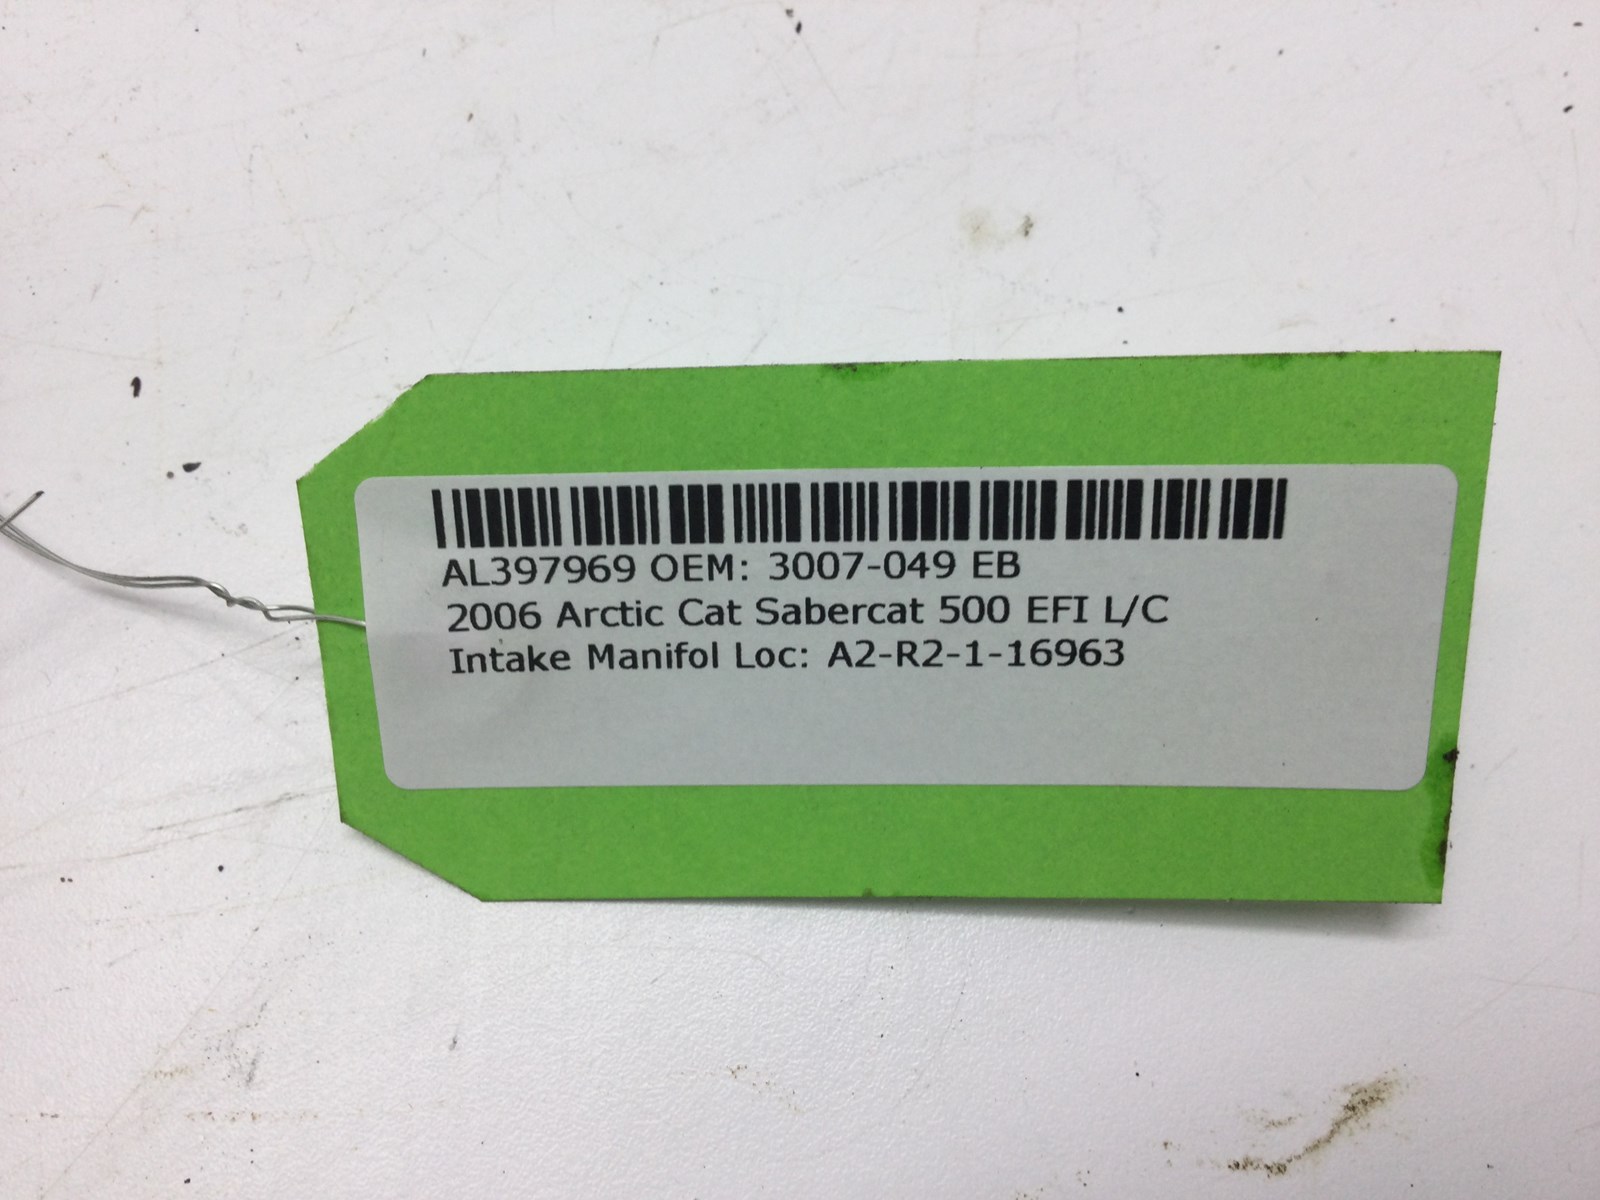 AL397969 OEM: 3007-049 EB
2006 Arctic Cat Sabercat 500 EFI L/C
Intake Manifol Loc: A2-R2-1-16963